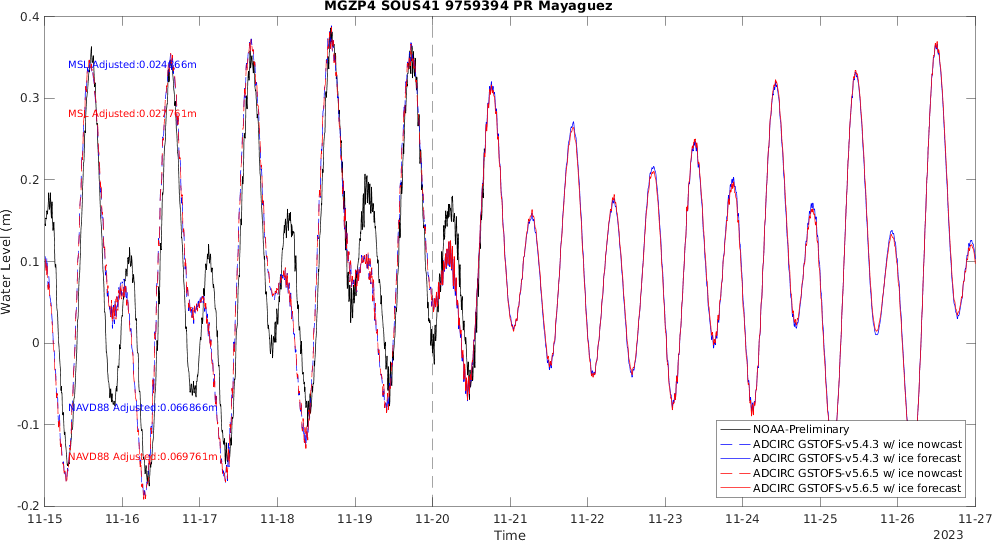 MGZP4 SOUS41 9759394 PR Mayaguez
0.4
0.3
0.2
0.1
0
-0.1
-0.2
Water Level (m)
MSL Adjusted:0.024866m
MSL Adjusted:0.027761m
NAVD88 Adjusted:0.066866m
NAVD88 Adjusted:0.069761m
NOAA-Preliminary
ADCIRC GSTOFS-v5.4.3 w/ ice nowcast
ADCIRC GSTOFS-v5.4.3 w/ ice forecast
ADCIRC GSTOFS-v5.6.5 w/ ice nowcast
ADCIRC GSTOFS-v5.6.5 w/ ice forecast
11-15 11-16 11-17 11-18 11-19 11-20 11-21 11-22 11-23 11-24 11-25 11-26 11-27
Time
2023